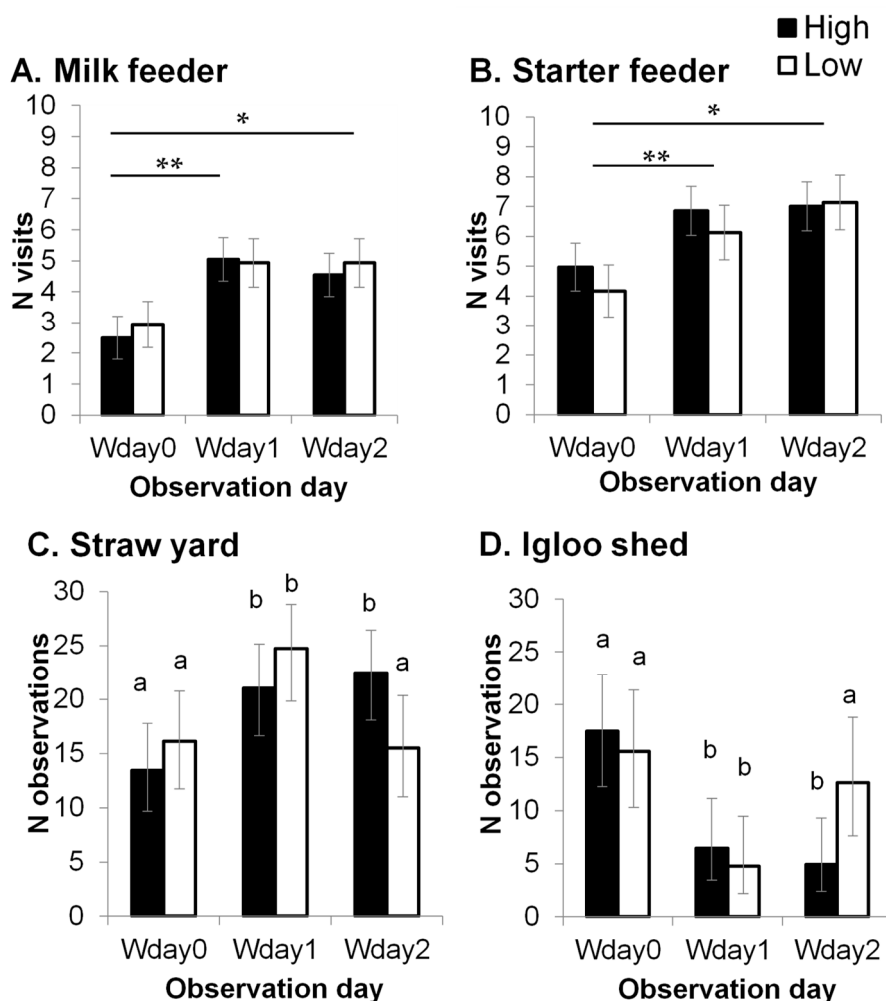 High
Low
A. Milk feeder
10
9
8
7
6
5
4
3
2
1
0
N visits
*
**
Wday0 Wday1 Wday2
Observation day
B. Starter feeder
10
9
8
7
6
5
4
3
2
1
0
N visits
*
**
Wday0 Wday1 Wday2
Observation day
C. Straw yard
30
25
20
15
10
5
0
N observations
a a b b b a
Wday0 Wday1 Wday2
Observation day
D. Igloo shed
30
25
20
15
10
5
0
N observations
a a b b b a
Wday0 Wday1 Wday2
Observation day